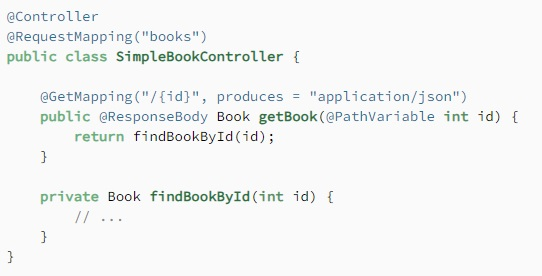 @Controller
@RequestMapping("books")
public class SimpleBookController {
@GetMapping("/{id}", produces = "application/json")
public @ResponseBody Book getBook(@PathVariable int id) {
return findBookById(id);
}
private Book findBookById(int id) {
// ...
}
}